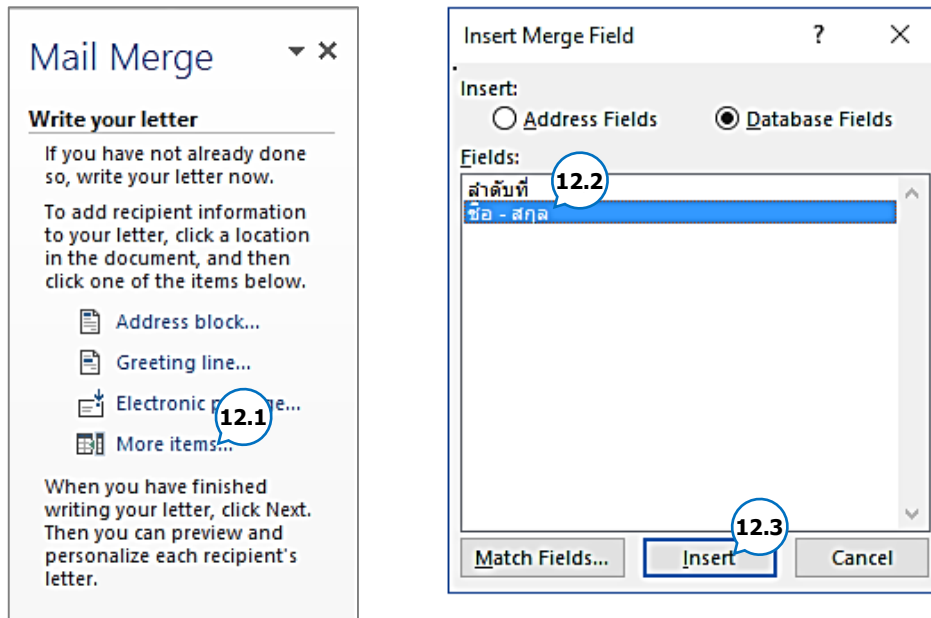 Mail Merge
Write your letter
If you have not already done
so, write your letter now.
To add recipient information
to your letter, click a location
in the document, and then
click one of the items below.
Address block...
Greeting line...
Electronic p
e...
12.1
More items...
When you have finished
writing your letter, click Next.
Then you can preview and
personalize each recipient's
letter.
Insert Merge Field
?
Insert:
Address Fields
Database Fields
Fields:
ลำดับที่
12.2
ชื่อ - สกุล
12.3
Match Fields...
Insert
Cancel